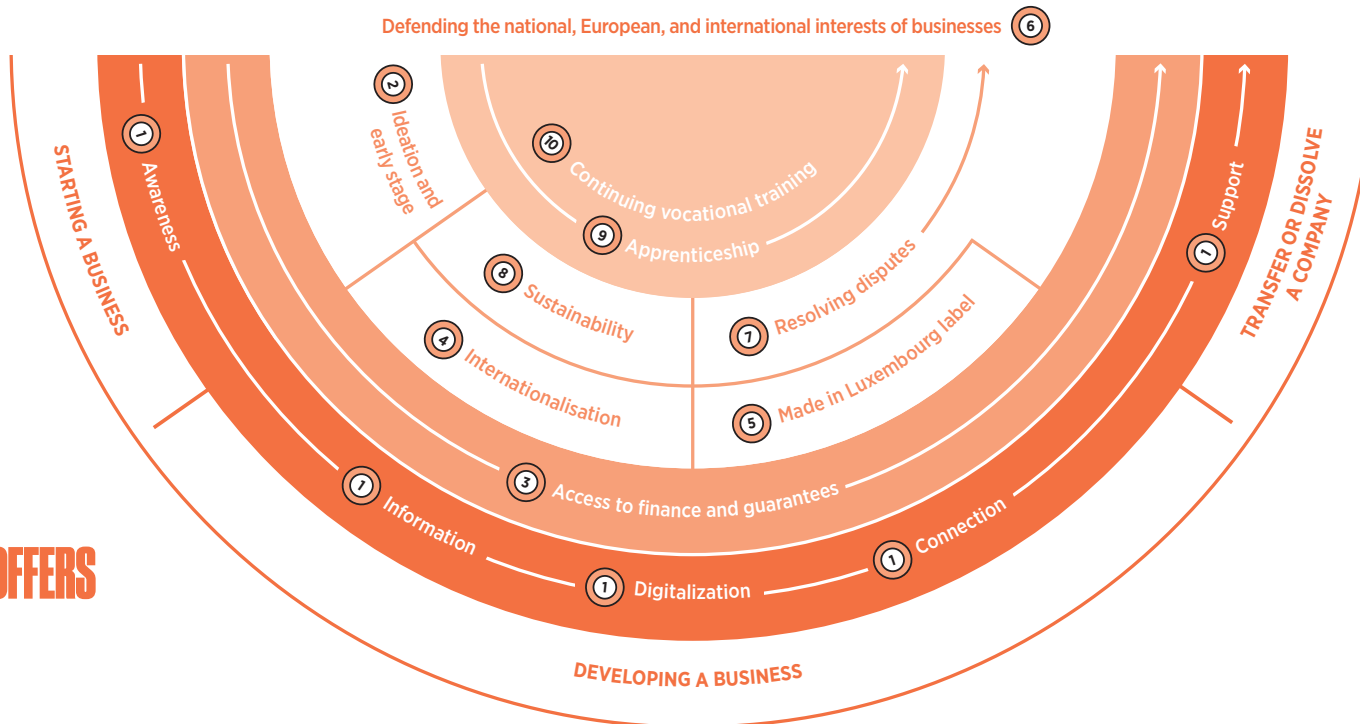 Defending the national, European, and international interests of businesses 6
2 Ideation and
early stage
10 Continuing vocational training
9 Apprenticeship
8 Sustainability
7 Resolving disputes
4 Internationalisation
5 Made in Luxembourg label
3 Access to finance and guarantees
1 Awareness
1 Information
1 Digitalization
1 Connection
1 Support
STARTING A BUSINESS
DEVELOPING A BUSINESS
TRANSFER OR DISSOLVE
A COMPANY
OFFERS